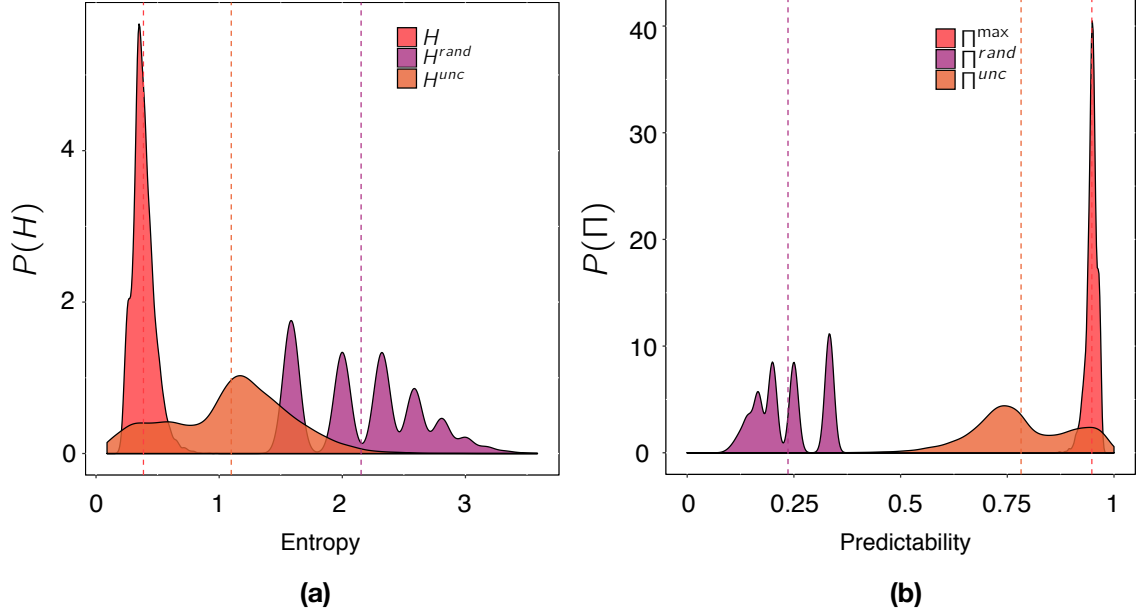 H
H^rand
H^unc
P(H)
4
2
0
0
1
2
3
Entropy
(a)
Π^max
Π^rand
Π^unc
P(Π)
40
30
20
10
0
0
0.25
0.5
0.75
1
Predictability
(b)